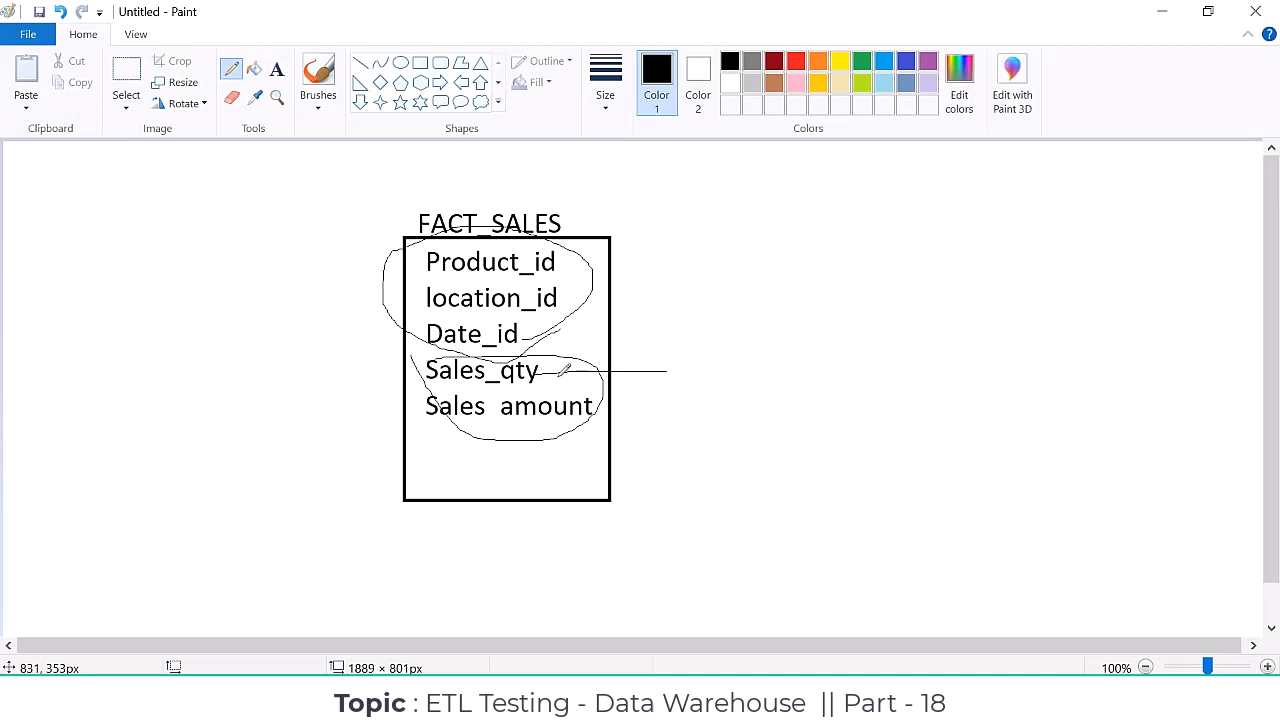 Untitled - Paint
File Home View
Paste
Cut
Copy
Clipboard
Select
Crop
Resize
Rotate
Image
Tools
Brushes
Shapes
Outline
Fill
Size
Color 1
Color 2
Colors
Edit colors
Edit with Paint 3D
FACT_SALES
Product_id
location_id
Date_id
Sales_qty
Sales amount
831, 353px 1889 × 801px 100%
Topic : ETL Testing - Data Warehouse || Part - 18